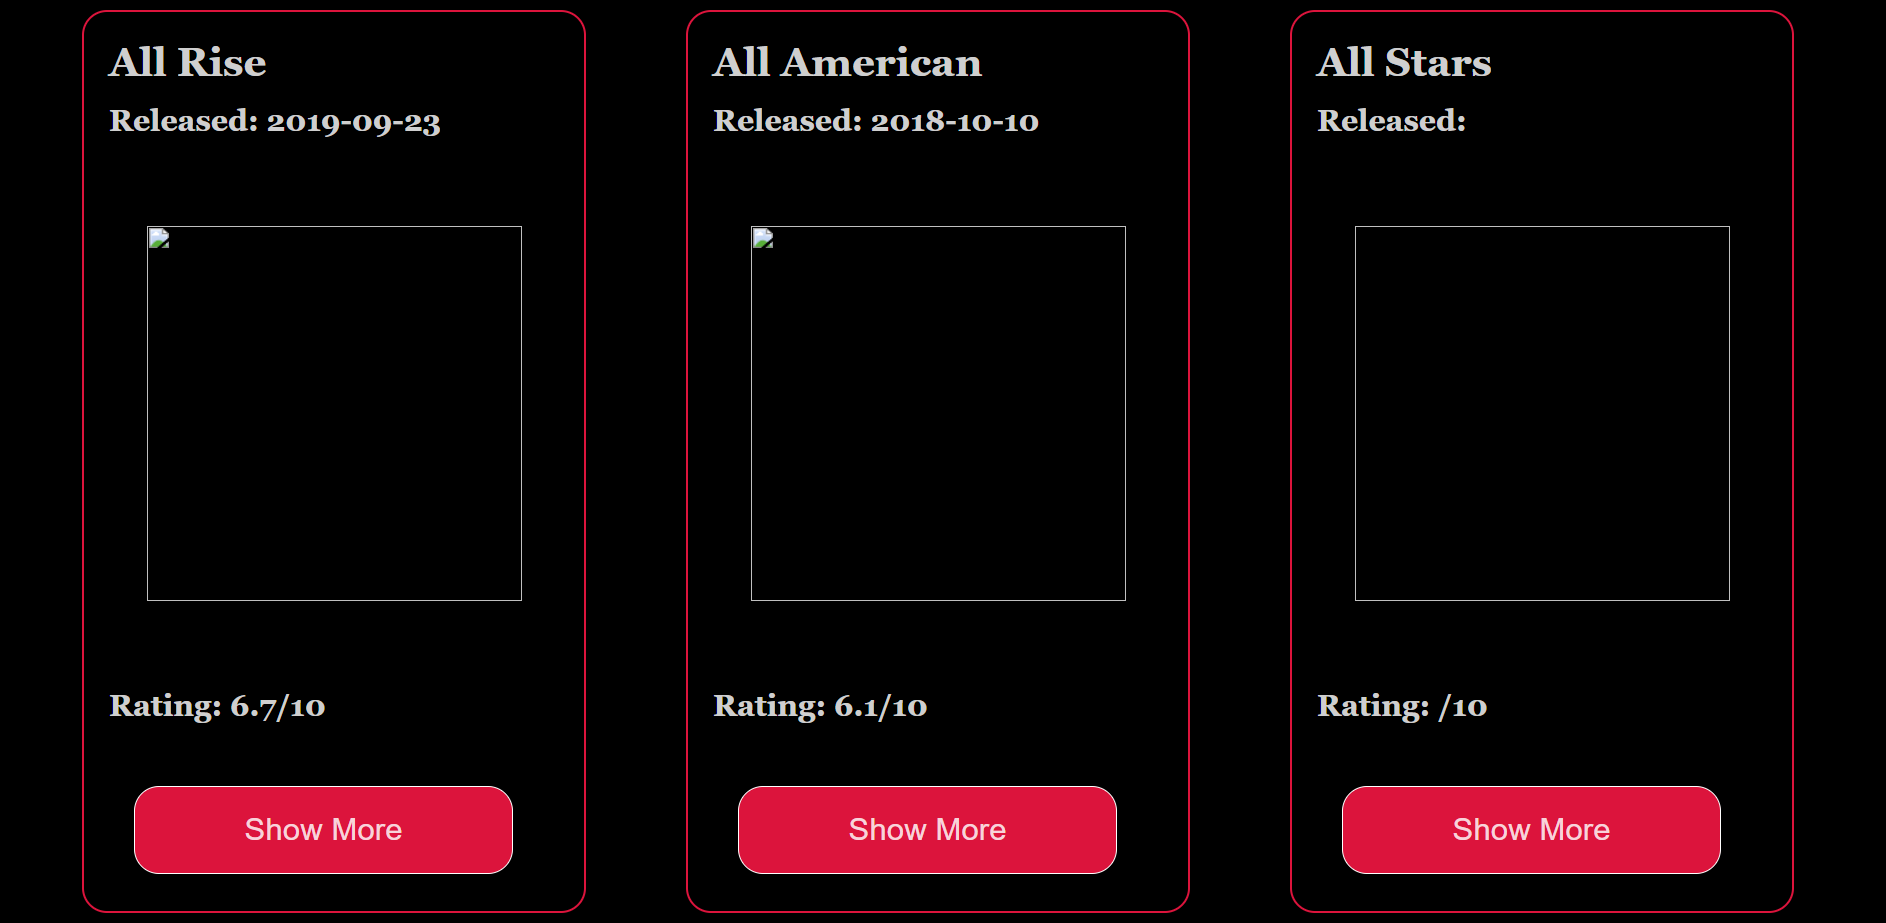 All Rise
Released: 2019-09-23
Rating: 6.7/10
Show More
All American
Released: 2018-10-10
Rating: 6.1/10
Show More
All Stars
Released:
Rating: /10
Show More